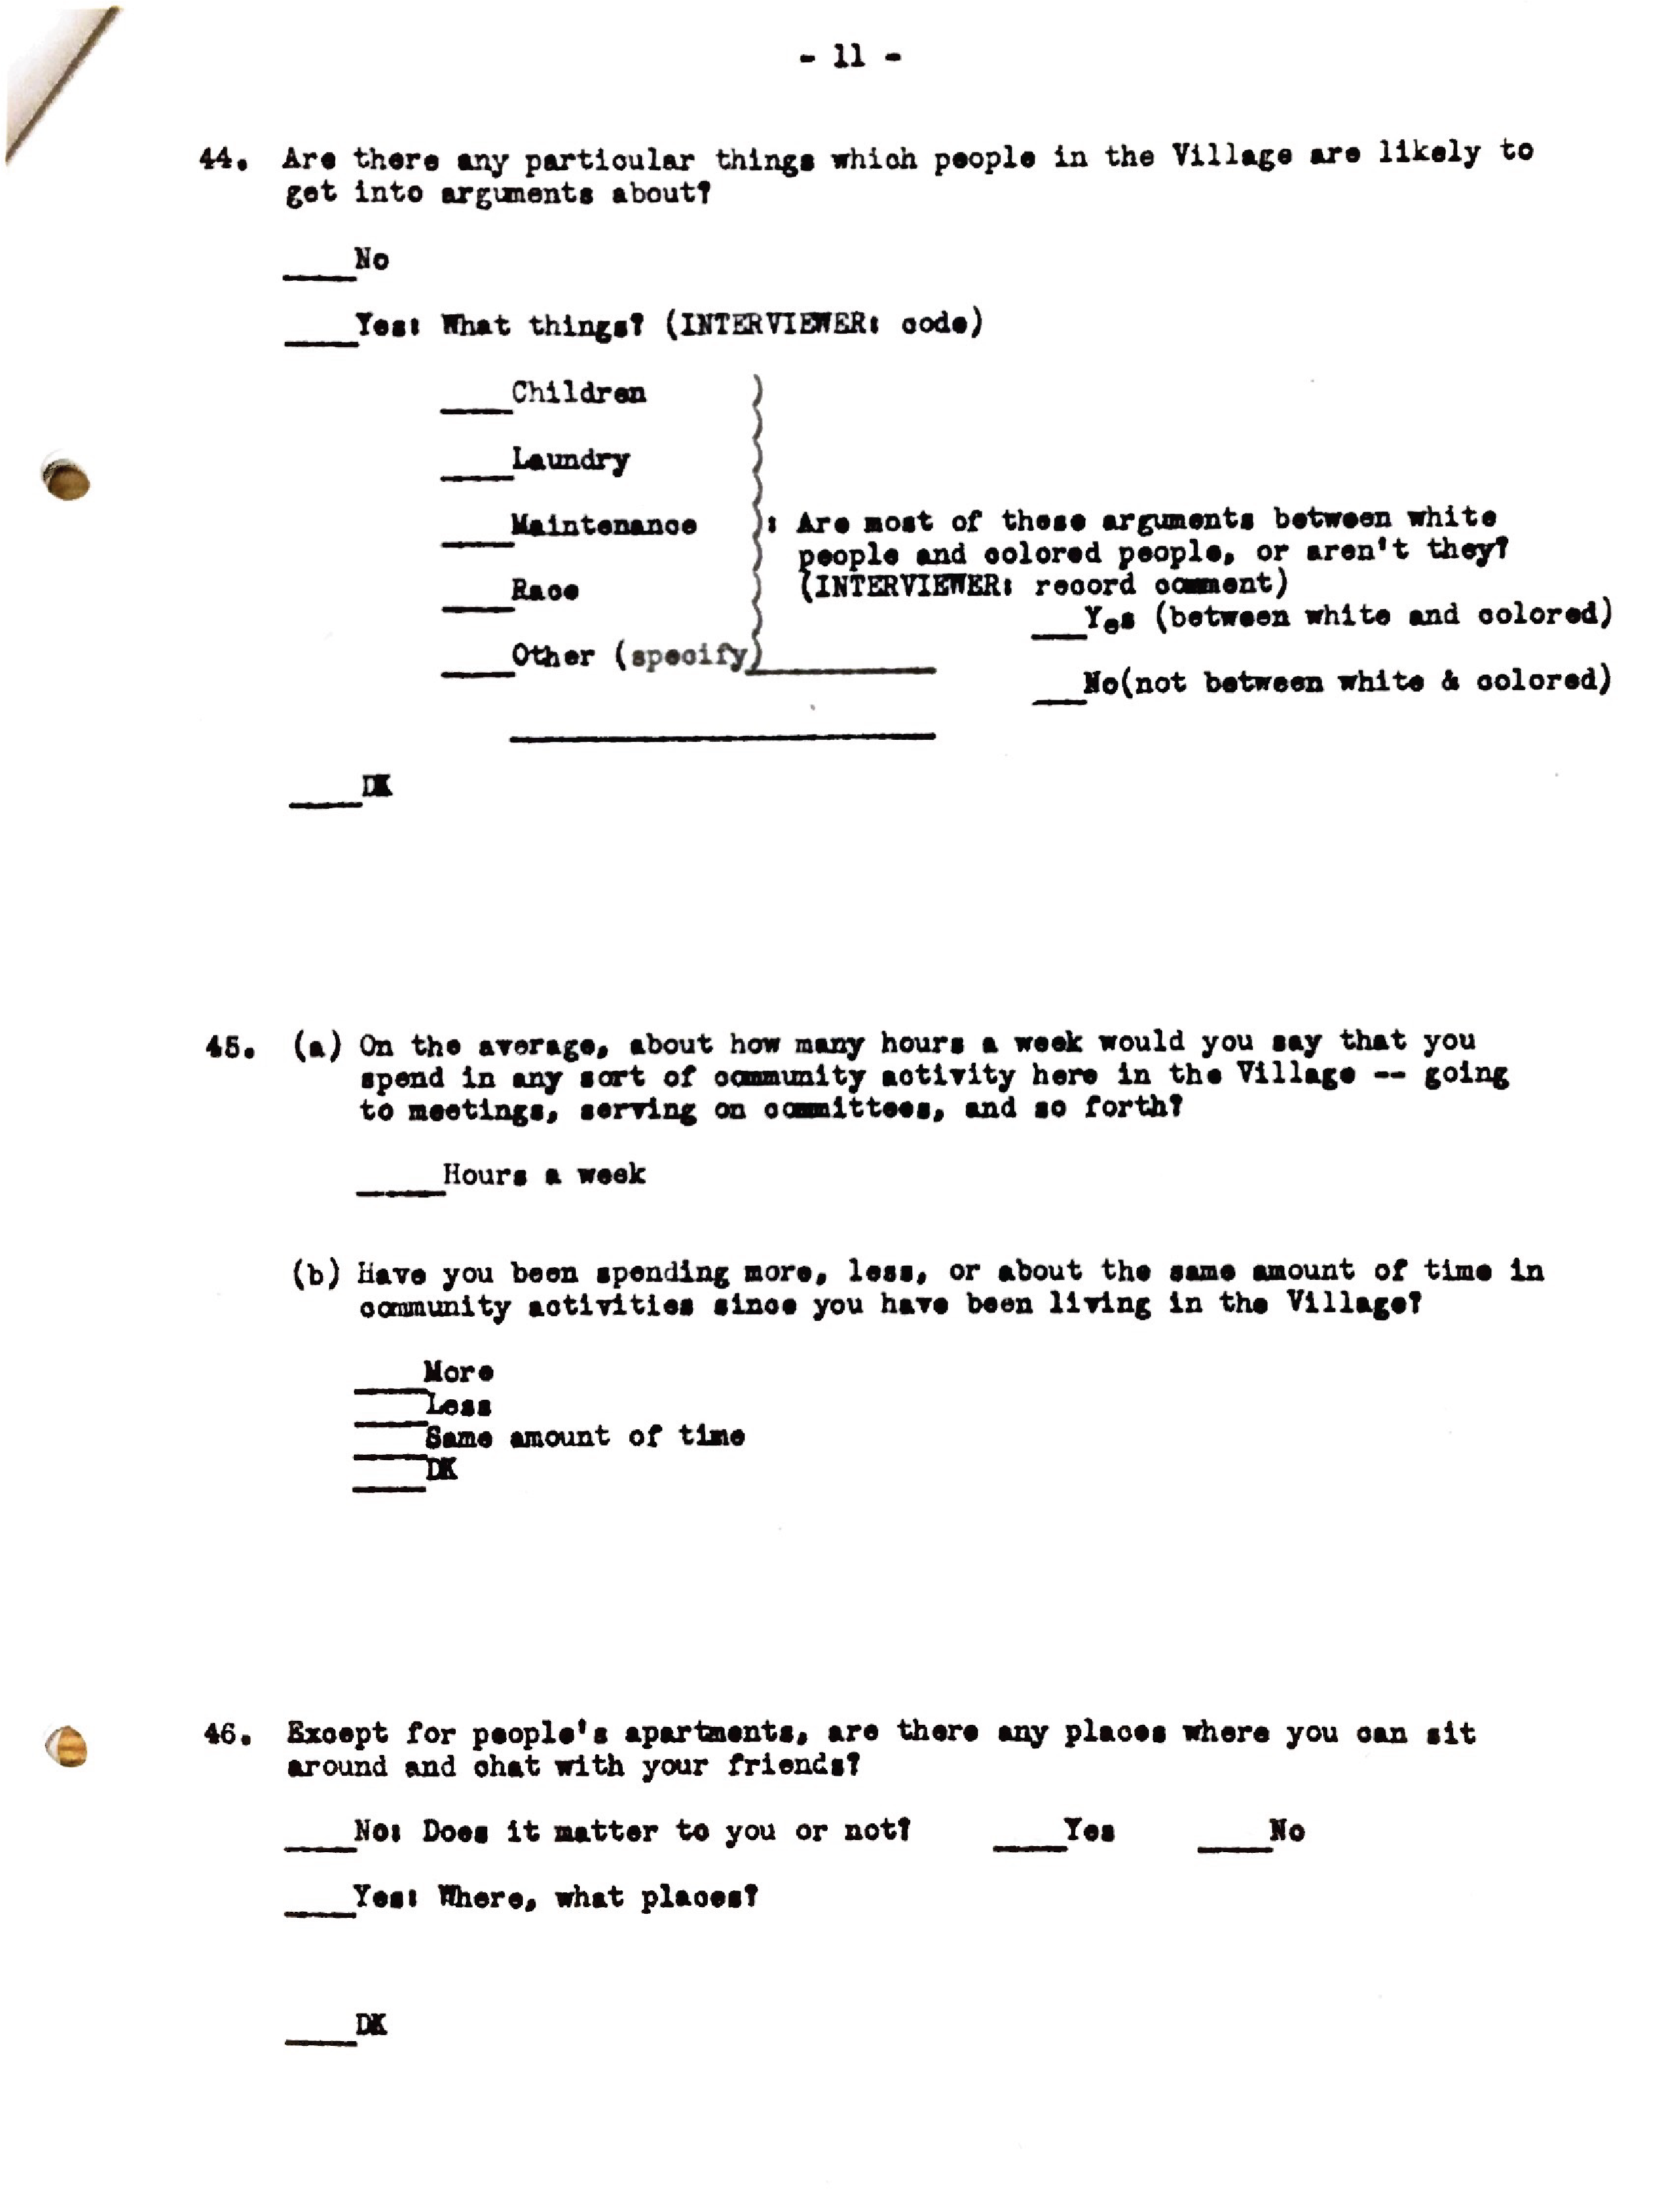 - 11 -
44. Are there any particular things which people in the Village are likely to
get into arguments about?
____No
____Yes: What things? (INTERVIEWER: code)
____Children
____Laundry
____Maintenance
____Race
____Other (specify)__________
______________________
): Are most of these arguments between white
people and colored people, or aren't they?
(INTERVIEWER: record comment)
___Yes (between white and colored)
___No(not between white & colored)
____DK
45. (a) On the average, about how many hours a week would you say that you
spend in any sort of community activity here in the Village -- going
to meetings, serving on committees, and so forth?
_____Hours a week
(b) Have you been spending more, less, or about the same amount of time in
community activities since you have been living in the Village?
____More
____Less
____Same amount of time
____DK
46. Except for people's apartments, are there any places where you can sit
around and chat with your friends?
____No: Does it matter to you or not? ____Yes ____No
____Yes: Where, what places?
____DK